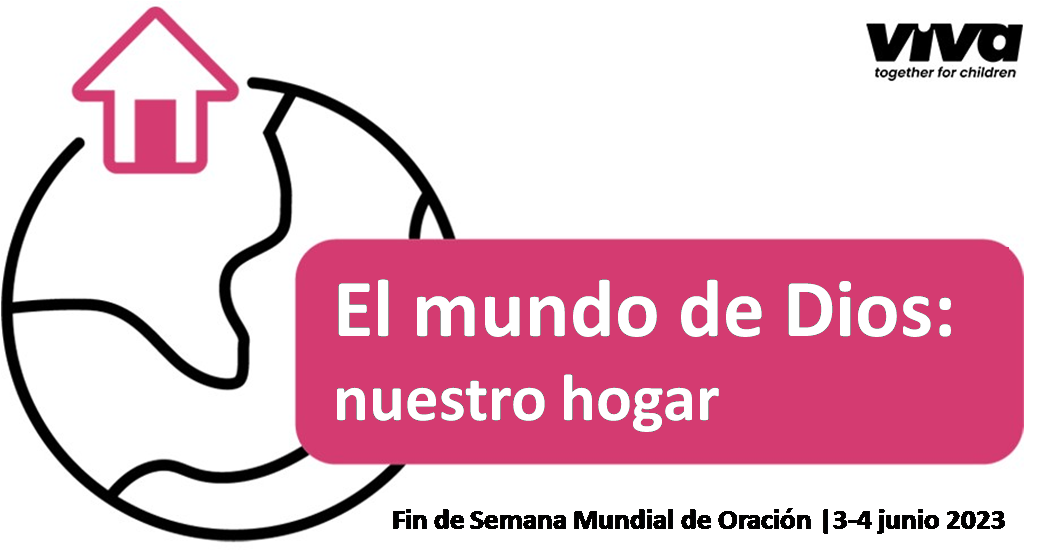 viva
together for children
El mundo de Dios:
nuestro hogar
Fin de Semana Mundial de Oración |3-4 junio 2023